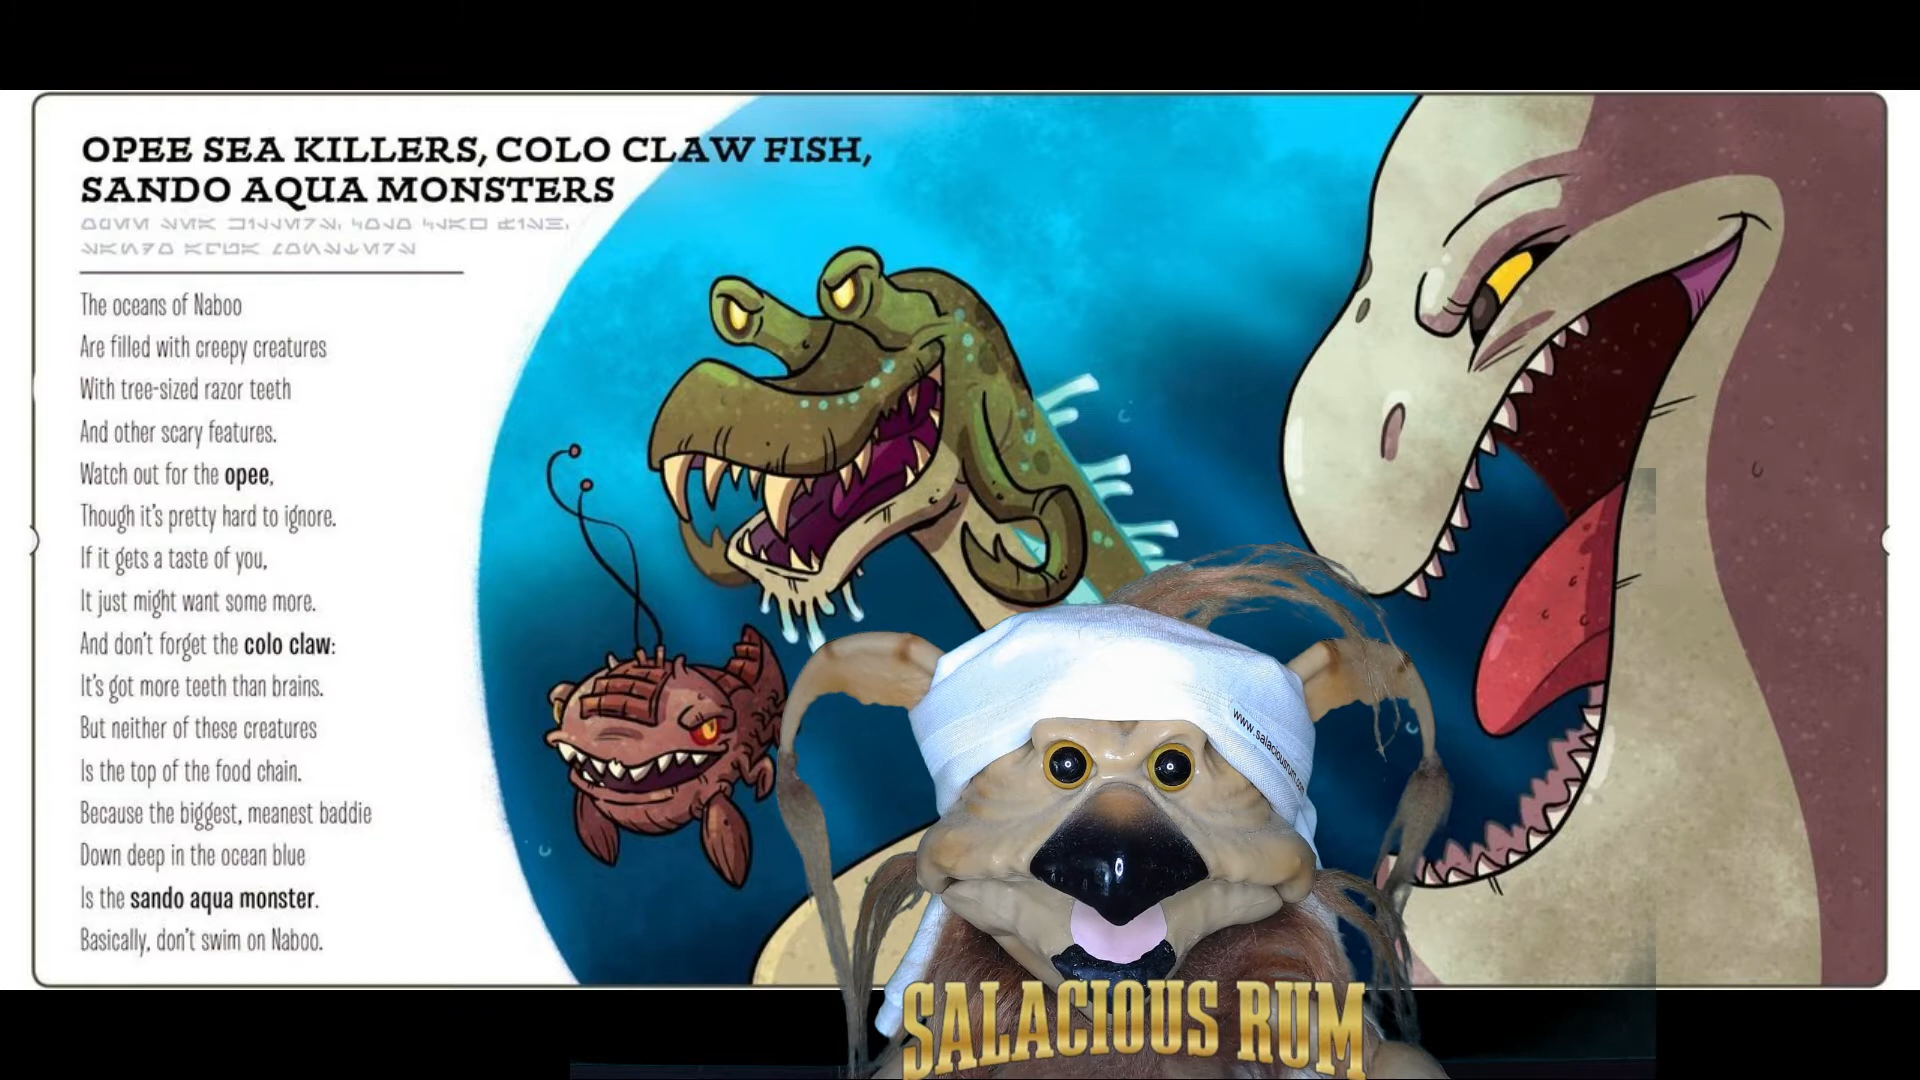 OPEE SEA KILLERS, COLO CLAW FISH,
SANDO AQUA MONSTERS
The oceans of Naboo
Are filled with creepy creatures
With tree-sized razor teeth
And other scary features.
Watch out for the opee,
Though it's pretty hard to ignore.
If it gets a taste of you,
It just might want some more.
And don't forget the colo claw:
It's got more teeth than brains.
But neither of these creatures
Is the top of the food chain.
Because the biggest, meanest baddie
Down deep in the ocean blue
Is the sando aqua monster.
Basically, don't swim on Naboo.
www.salaciousrum.com
SALACIOUS RUM